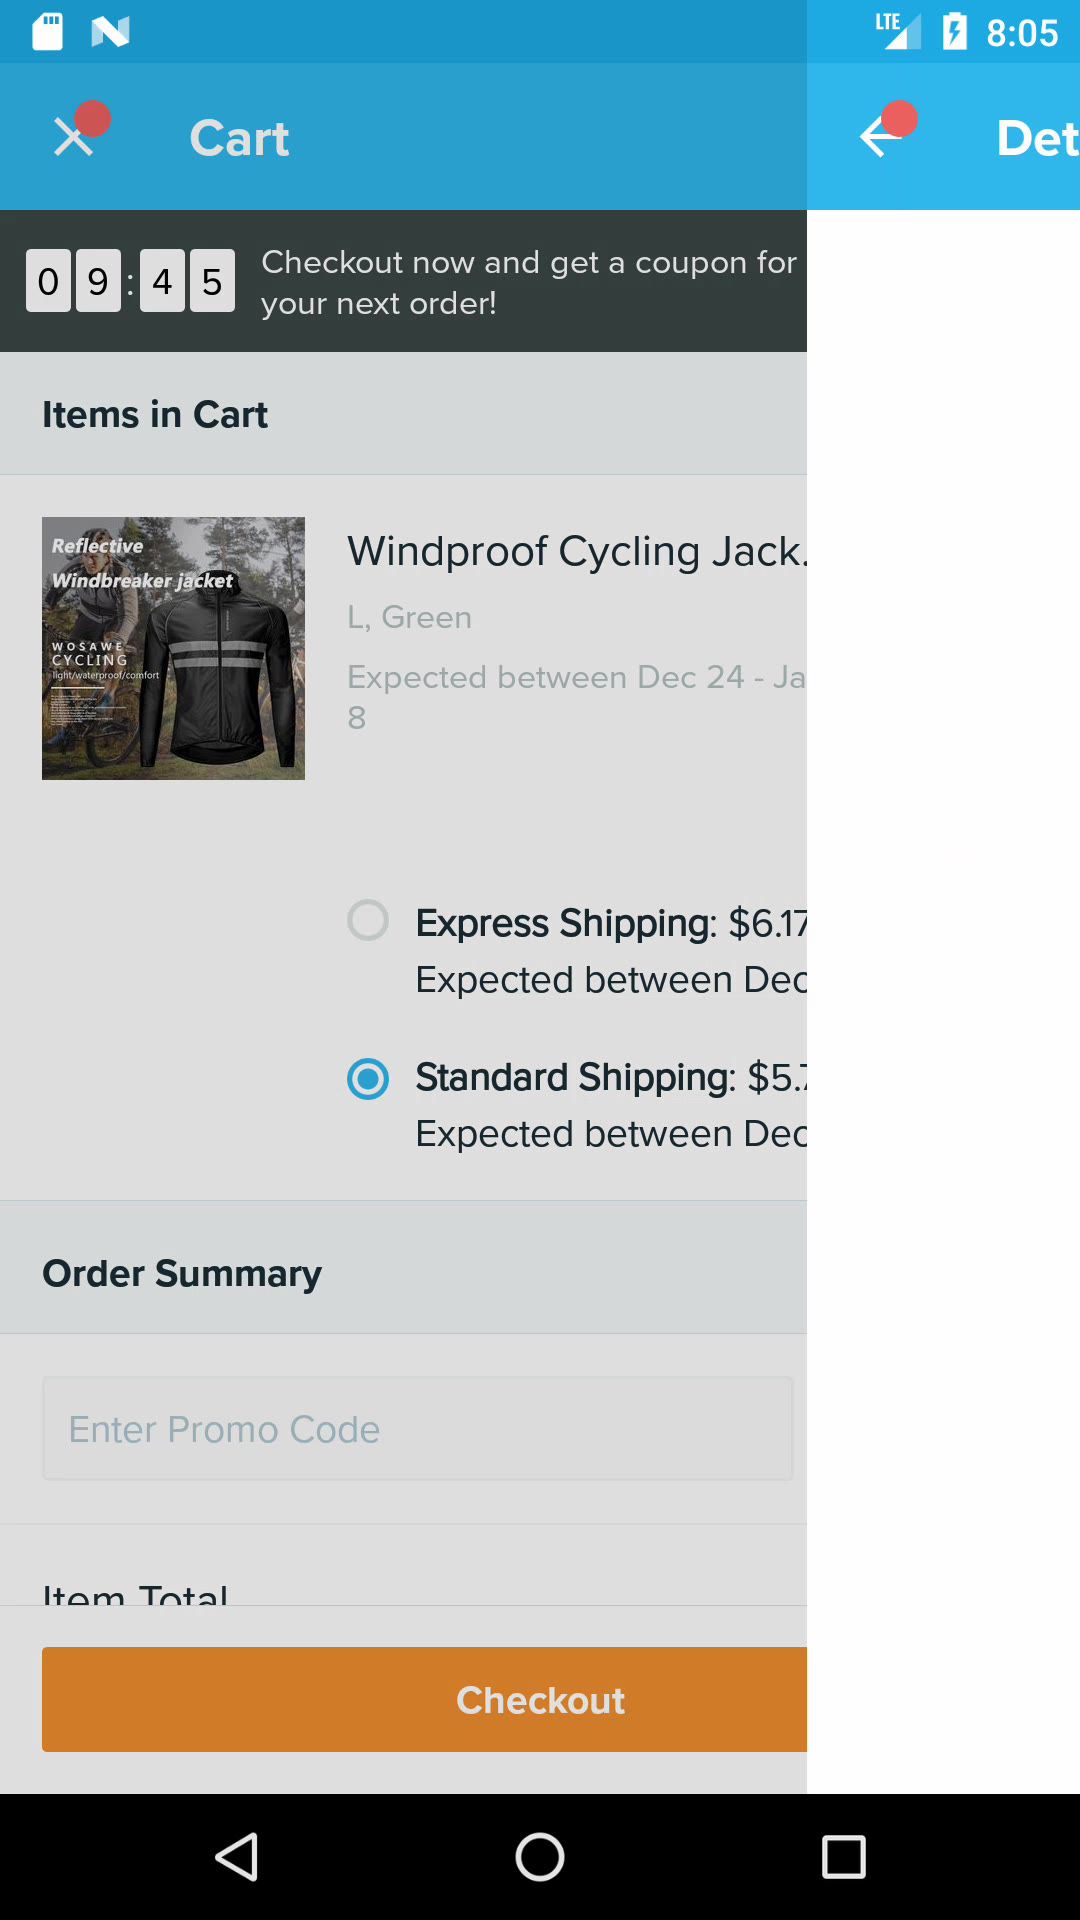 LTE 8:05
Cart
Det
09:45
Checkout now and get a coupon for
your next order!
Items in Cart
Reflective
Windbreaker jacket
WOSAWE
CYCLING
light/waterproof/comfort
Windproof Cycling Jack.
L, Green
Expected between Dec 24 - Ja
8
Express Shipping: $6.17
Expected between Dec
Standard Shipping: $5.7
Expected between Dec
Order Summary
Enter Promo Code
Item Total
Checkout